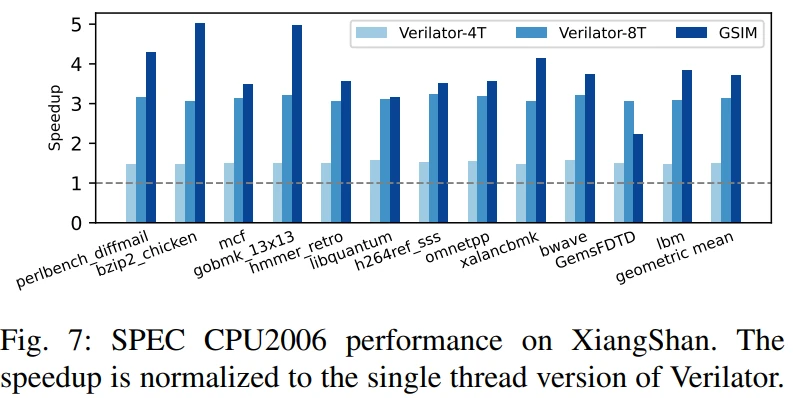 Verilator-4T Verilator-8T GSIM
5
4
3
2
1
0
Speedup
perlbench_diffmail
bzip2_chicken
mcf
gobmk_13x13
hmmer_retro
libquantum
h264ref_sss
omnetpp
xalancbmk
bwave
GemsFDTD
lbm
geometric mean
Fig. 7: SPEC CPU2006 performance on XiangShan. The
speedup is normalized to the single thread version of Verilator.